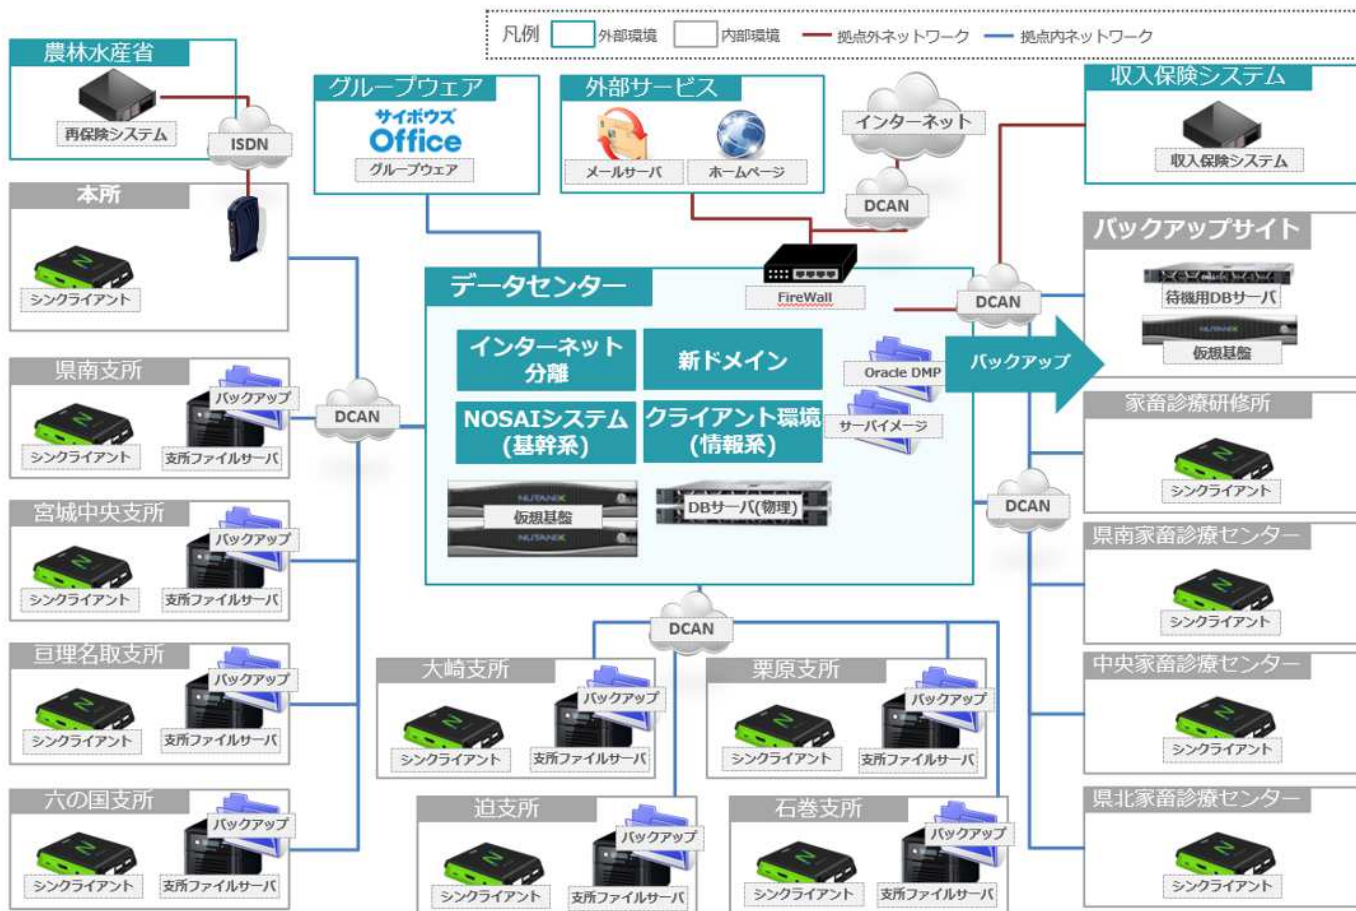 凡例 外部環境 内部環境 拠点外ネットワーク 拠点内ネットワーク
農林水産省
再保険システム
ISDN
グループウェア
サイボウズ
Office
グループウェア
外部サービス
メールサーバ
ホームページ
インターネット
DCAN
収入保険システム
収入保険システム
本所
シンクライアント
データセンター
FireWall
インターネット
分離
新ドメイン
NOSAIシステム
(基幹系)
クライアント環境
(情報系)
Oracle DMP
サーバイメージ
NUTANIX
仮想基盤
NUTANIX
DBサーバ(物理)
DCAN
バックアップ
バックアップサイト
待機用DBサーバ
NUTANIX
仮想基盤
県南支所
バックアップ
シンクライアント
支所ファイルサーバ
DCAN
宮城中央支所
バックアップ
シンクライアント
支所ファイルサーバ
亘理名取支所
バックアップ
シンクライアント
支所ファイルサーバ
六の国支所
バックアップ
シンクライアント
支所ファイルサーバ
DCAN
大崎支所
バックアップ
シンクライアント
支所ファイルサーバ
栗原支所
バックアップ
シンクライアント
支所ファイルサーバ
迫支所
バックアップ
シンクライアント
支所ファイルサーバ
石巻支所
バックアップ
シンクライアント
支所ファイルサーバ
DCAN
家畜診療研修所
シンクライアント
県南家畜診療センター
シンクライアント
中央家畜診療センター
シンクライアント
県北家畜診療センター
シンクライアント